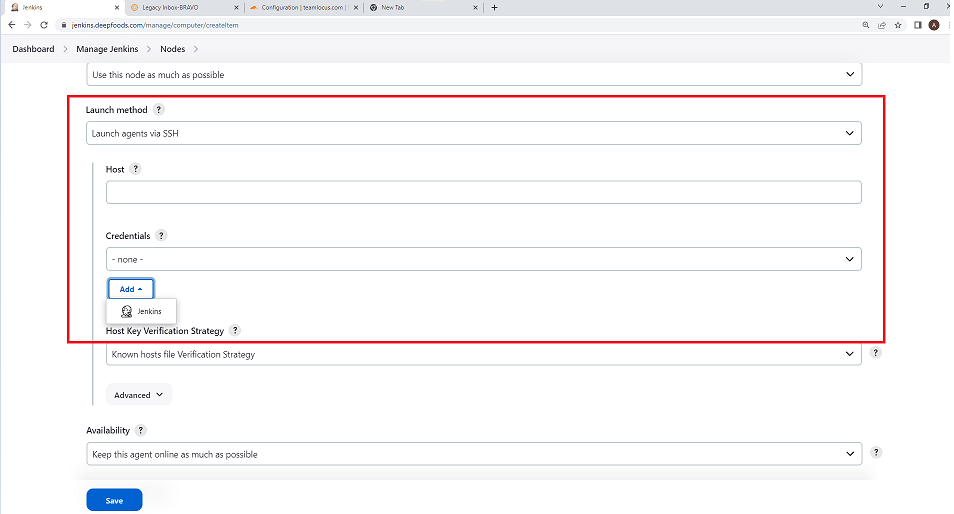 Jenkins
Legacy Inbox-BRAVO
Configuration | teamlocus.com |
New Tab
jenkins.deepfoods.com/manage/computer/createItem
A
Dashboard > Manage Jenkins > Nodes >
Use this node as much as possible
Launch method ?
Launch agents via SSH
Host ?
Credentials ?
- none -
Add
Jenkins
Host Key Verification Strategy ?
Known hosts file Verification Strategy
?
Advanced
Availability ?
Keep this agent online as much as possible
?
Save